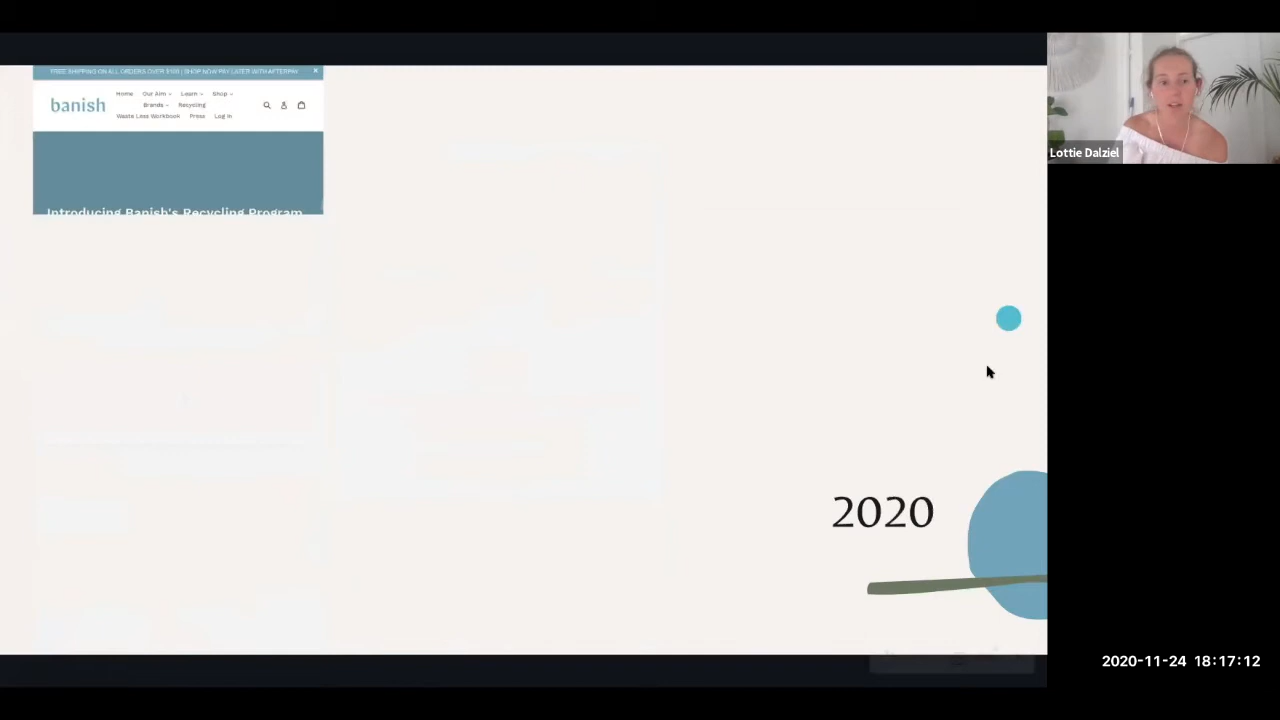 FREE SHIPPING ON ALL ORDERS OVER $100 | SHOP NOW PAY LATER WITH AFTERPAY
banish
Home Our Aim Learn Shop
Brands Recycling
Waste Less Workbook Press Log in
Introducing Banish's Recycling Program
Lottie Dalziel
2020
2020-11-24 18:17:12